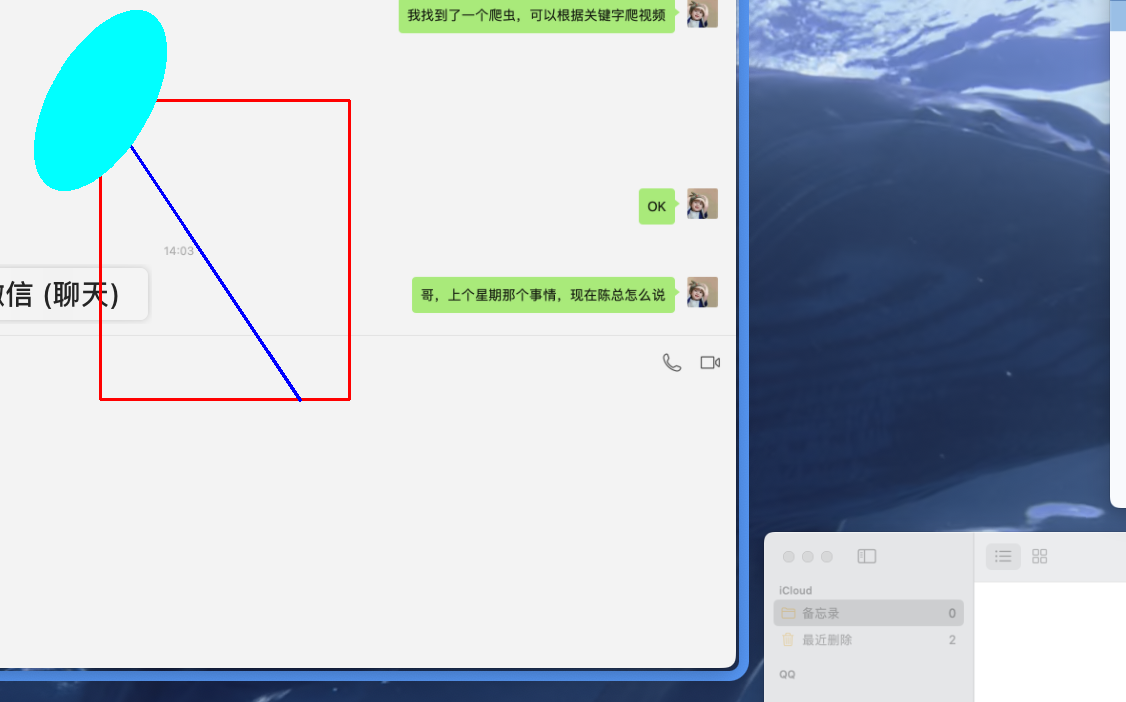 我找到了一个爬虫，可以根据关键字爬视频
OK
14:03
信 (聊天)
哥，上个星期那个事情，现在陈总怎么说
iCloud
备忘录 0
最近删除 2
QQ